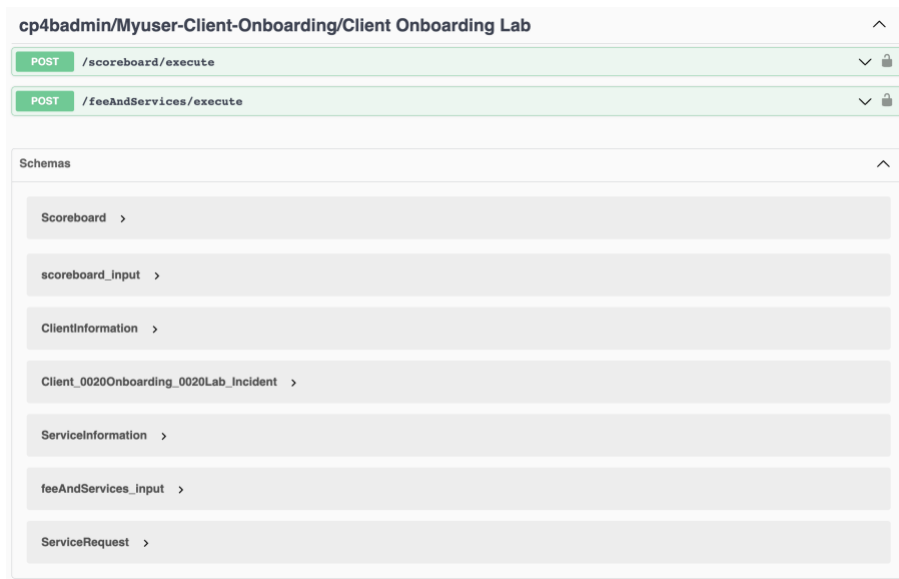 cp4badmin/Myuser-Client-Onboarding/Client Onboarding Lab
POST /scoreboard/execute
POST /feeAndServices/execute
Schemas
Scoreboard
scoreboard_input
ClientInformation
Client_0020Onboarding_0020Lab_Incident
ServiceInformation
feeAndServices_input
ServiceRequest